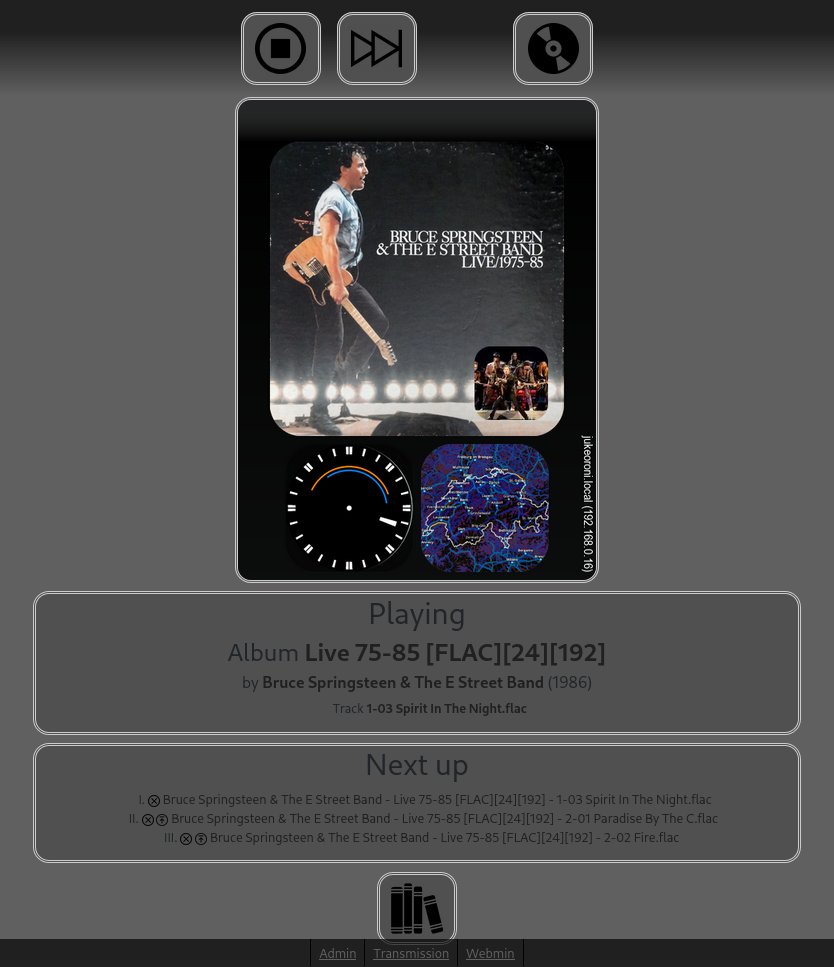 BRUCE SPRINGSTEEN
& THE E STREET BAND
LIVE/1975-85
jukeoroni.local (192.168.0.16)
Playing
Album Live 75-85 [FLAC][24][192]
by Bruce Springsteen & The E Street Band (1986)
Track 1-03 Spirit In The Night.flac
Next up
I. Bruce Springsteen & The E Street Band - Live 75-85 [FLAC][24][192] - 1-03 Spirit In The Night.flac
II. Bruce Springsteen & The E Street Band - Live 75-85 [FLAC][24][192] - 2-01 Paradise By The C.flac
III. Bruce Springsteen & The E Street Band - Live 75-85 [FLAC][24][192] - 2-02 Fire.flac
Admin Transmission Webmin